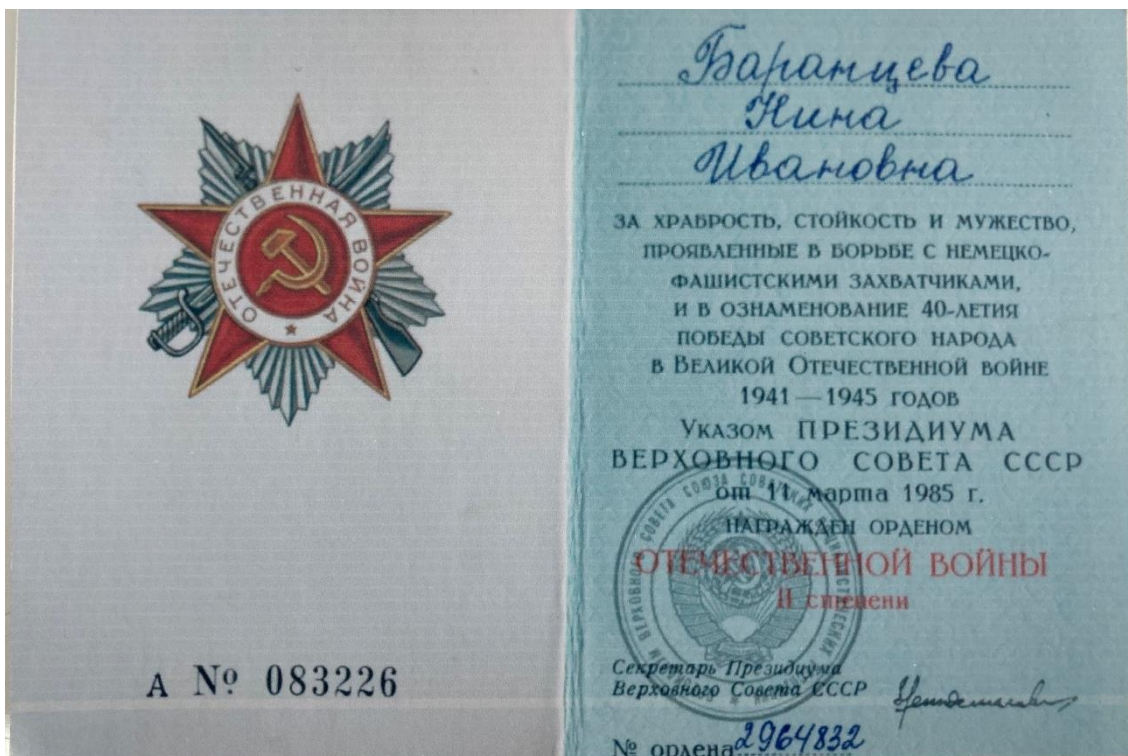 ОТЕЧЕСТВЕННАЯ ВОЙНА
А № 083226
Баранцева
Нина
Ивановна
ЗА ХРАБРОСТЬ, СТОЙКОСТЬ И МУЖЕСТВО,
ПРОЯВЛЕННЫЕ В БОРЬБЕ С НЕМЕЦКО-
ФАШИСТСКИМИ ЗАХВАТЧИКАМИ,
И В ОЗНАМЕНОВАНИЕ 40-ЛЕТИЯ
ПОБЕДЫ СОВЕТСКОГО НАРОДА
В ВЕЛИКОЙ ОТЕЧЕСТВЕННОЙ ВОЙНЕ
1941—1945 ГОДОВ
УКАЗОМ ПРЕЗИДИУМА
ВЕРХОВНОГО СОВЕТА СССР
от 11 марта 1985 г.
НАГРАЖДЕН ОРДЕНОМ
ОТЕЧЕСТВЕННОЙ ВОЙНЫ
II степени
Секретарь Президиума
Верховного Совета СССР
№ ордена 2964832